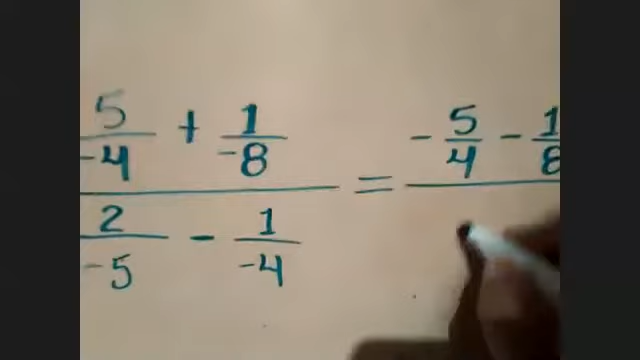 5/-4 + 1/-8 = - 5/4 - 1/8
2/-5 - 1/-4